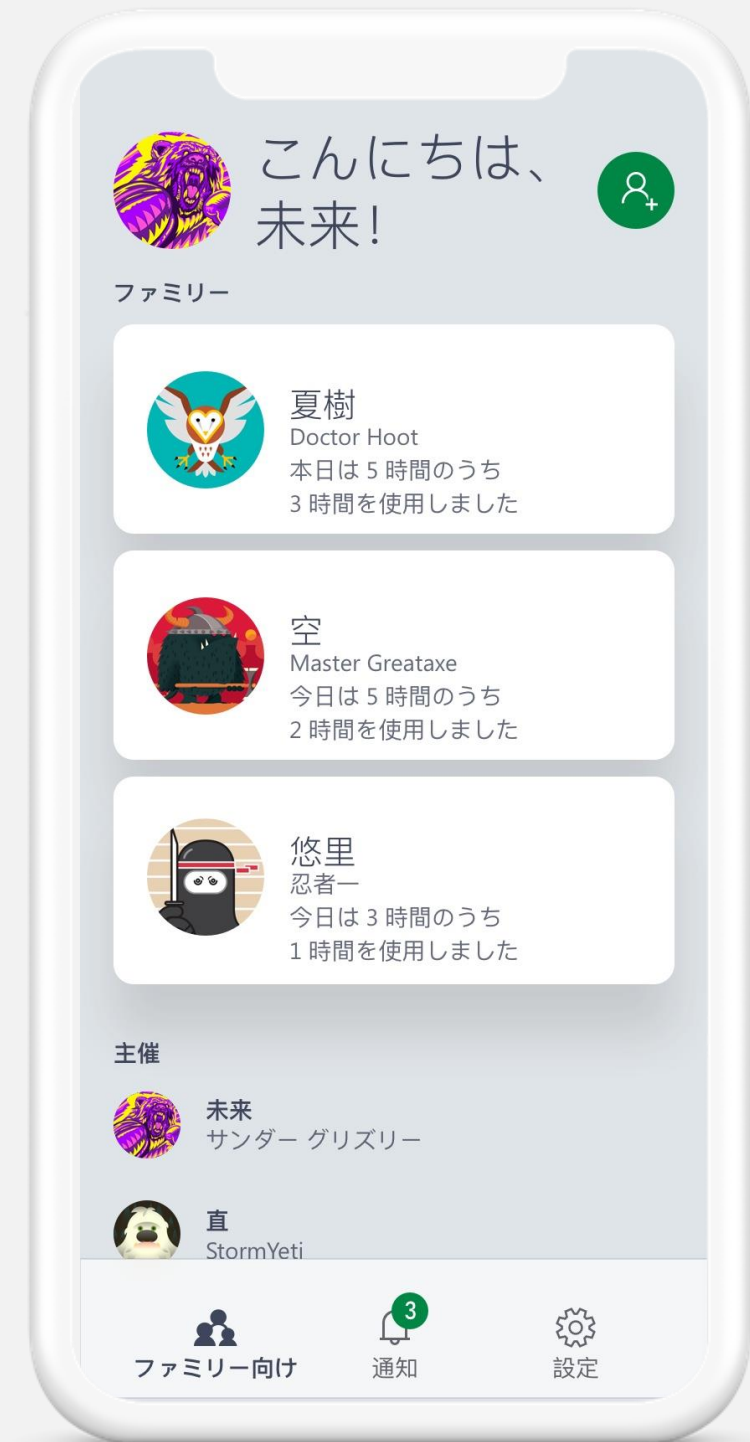 こんにちは、
未来!
ファミリー
夏樹
Doctor Hoot
本日は 5 時間のうち
3 時間を使用しました
空
Master Greataxe
今日は 5 時間のうち
2 時間を使用しました
悠里
忍者一
今日は 3 時間のうち
1 時間を使用しました
主催
未来
サンダー グリズリー
直
StormYeti
3
ファミリー向け
通知
設定